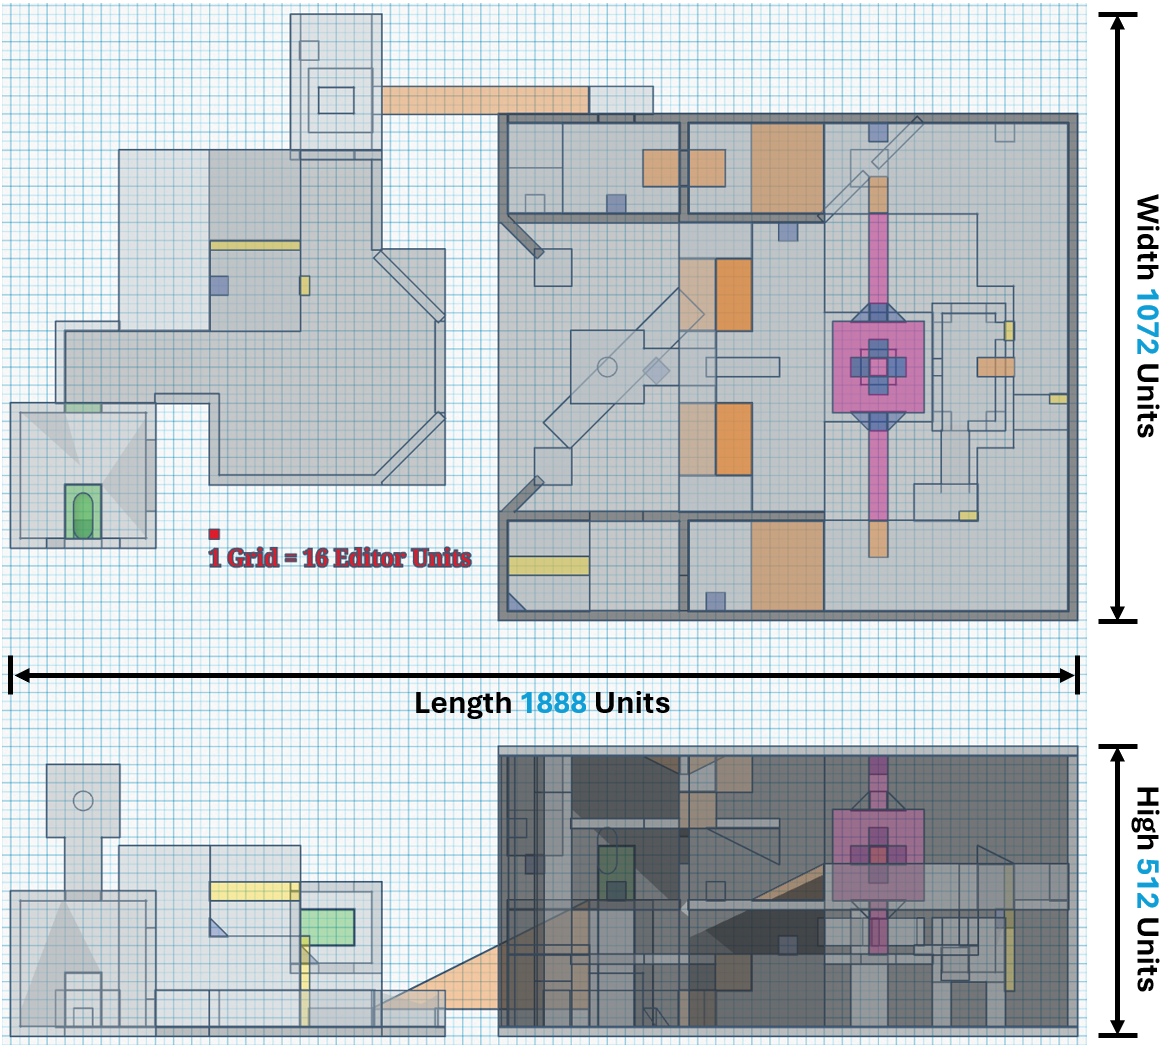 1 Grid = 16 Editor Units
Width 1072 Units
Length 1888 Units
High 512 Units